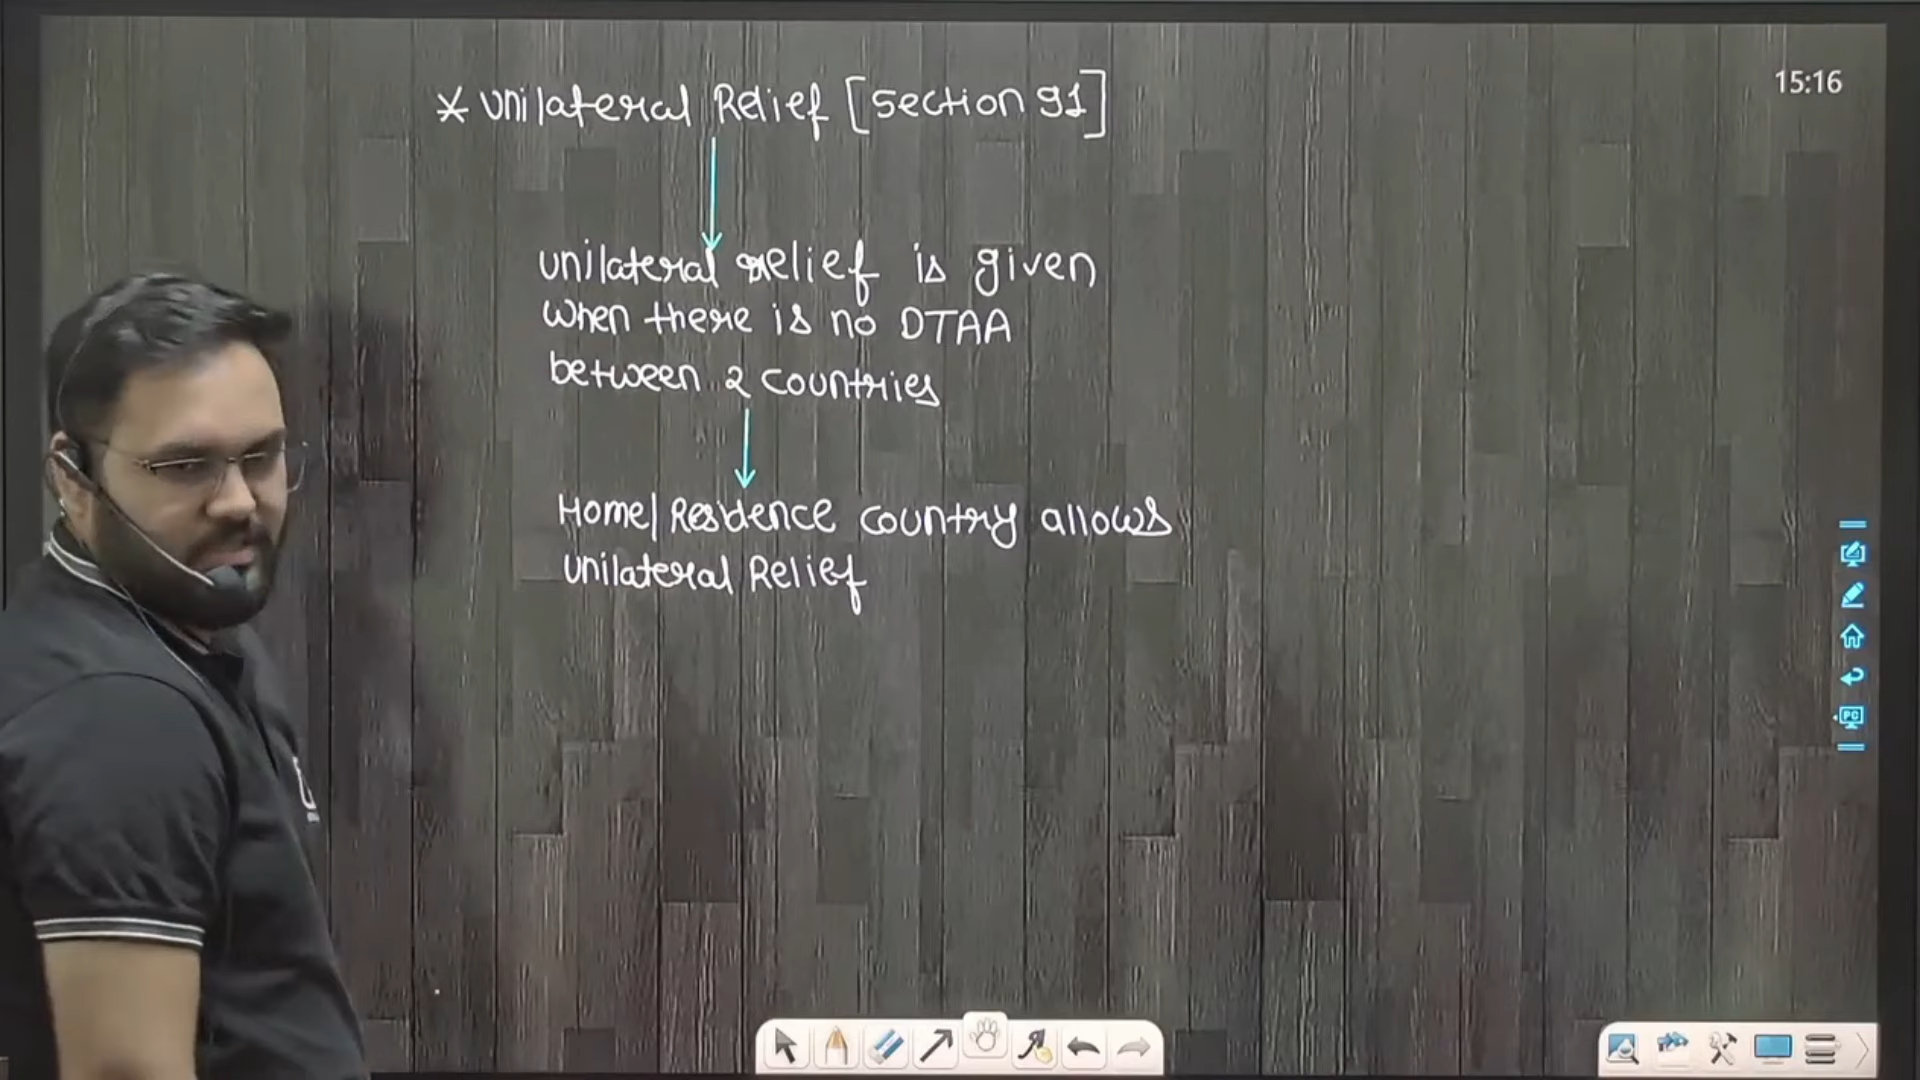 15:16
* Unilateral Relief [Section 91]
unilateral relief is given
when there is no DTAA
between 2 countries
Home/Residence country allows
Unilateral Relief
PC